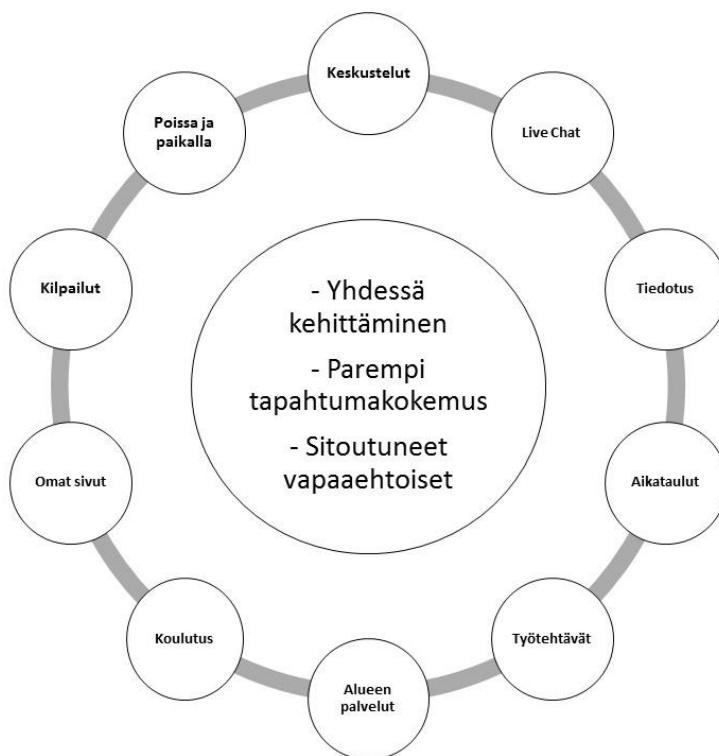 Keskustelut
Live Chat
Tiedotus
Aikataulut
Työtehtävät
Alueen
palvelut
Koulutus
Omat sivut
Kilpailut
Poissa ja
paikalla
- Yhdessä
kehittäminen
- Parempi
tapahtumakokemus
- Sitoutuneet
vapaaehtoiset